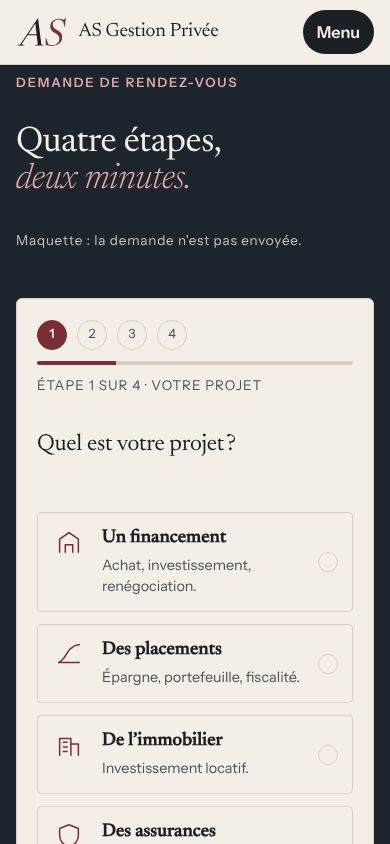 AS AS Gestion Privée Menu
DEMANDE DE RENDEZ-VOUS
Quatre étapes,
deux minutes.
Maquette : la demande n'est pas envoyée.
1 2 3 4
ÉTAPE 1 SUR 4 · VOTRE PROJET
Quel est votre projet ?
Un financement
Achat, investissement,
renégociation.
Des placements
Épargne, portefeuille, fiscalité.
De l’immobilier
Investissement locatif.
Des assurances